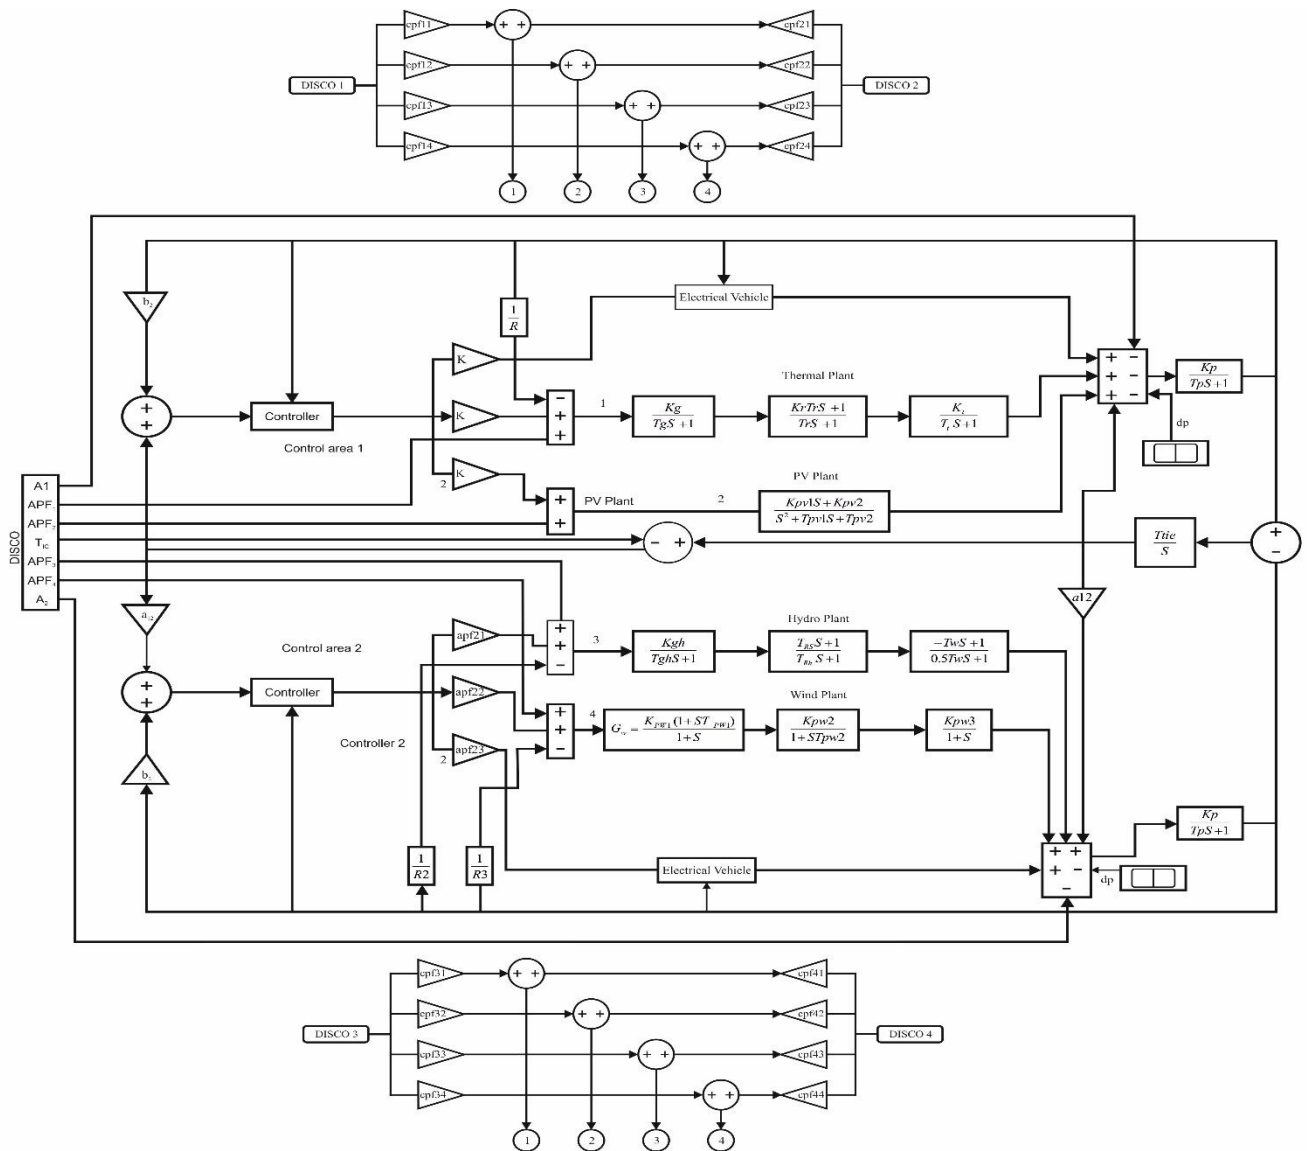 cpf11
+ +
cpf21
cpf12
+ +
cpf22
DISCO 1
DISCO 2
cpf13
+ +
cpf23
cpf14
+ +
cpf24
1
2
3
4
b2
Electrical Vehicle
1/R
K
Thermal Plant
+ −
+ −
+ −
Kp/TpS+1
+
+
Controller
K
−
+
+
1
Kg/TgS+1
KrTrS+1/TrS+1
Kt/Tt S+1
dp
Control area 1
K
2
PV Plant
A1
APF1
APF2
TIC
APF3
APF4
A2
DISCO
+
+
PV Plant
2
Kpv1S+Kpv2/S²+Tpv1S+Tpv2
− +
Ttie/S
+
−
a12
a12
Hydro Plant
apf21
+
+
−
3
Kgh/TghS+1
TRS S+1/TRh S+1
−TwS+1/0.5TwS+1
Control area 2
Wind Plant
+
+
Controller
apf22
+
+
−
4
Gw = KPW1(1+ST PW1)/1+S
Kpw2/1+STpw2
Kpw3/1+S
Controller 2
2
apf23
Kp/TpS+1
1/R2
1/R3
Electrical Vehicle
+ +
+ −
−
dp
cpf31
+ +
cpf41
cpf32
+ +
cpf42
DISCO 3
DISCO 4
cpf33
+ +
cpf43
cpf34
+ +
cpf44
1
2
3
4